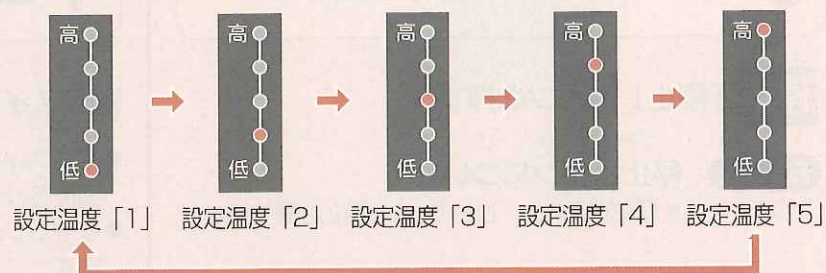 高 高 高 高 高
低 低 低 低 低
設定温度「1」 設定温度「2」 設定温度「3」 設定温度「4」 設定温度「5」